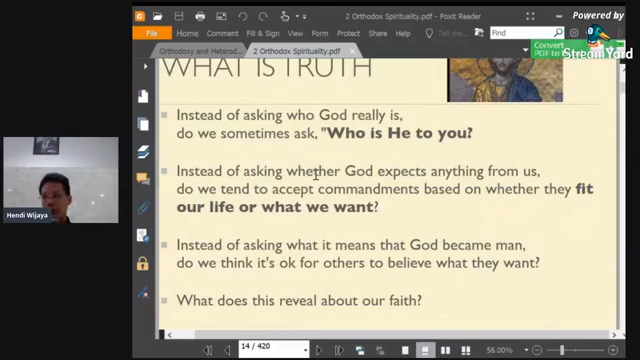 Powered by
StreamYard
2 Orthodox Spirituality.pdf - Foxit Reader
File
Home
Comment
Fill & Sign
View
Form
Protect
Share
Help
Tell me
Find
Orthodoxy and Heterod...
2 Orthodox Spirituality.pdf
Convert
PDF to
WHAT IS TRUTH
Instead of asking who God really is,
do we sometimes ask, "Who is He to you?
Instead of asking whether God expects anything from us,
do we tend to accept commandments based on whether they fit
our life or what we want?
Instead of asking what it means that God became man,
do we think it's ok for others to believe what they want?
What does this reveal about our faith?
Hendi Wijaya
14 / 420
56.00%